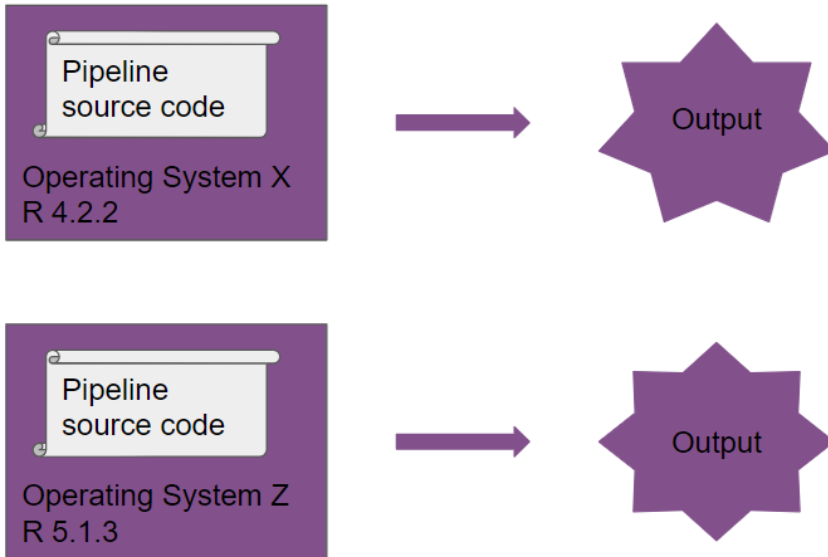 Pipeline
source code
Operating System X
R 4.2.2
Output
Pipeline
source code
Operating System Z
R 5.1.3
Output